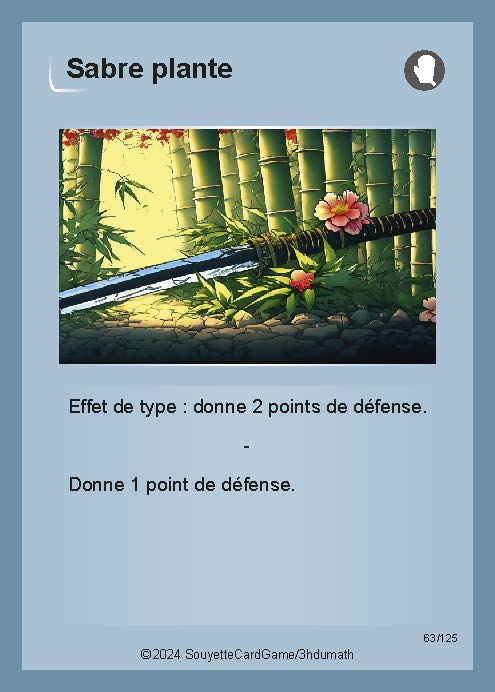 Sabre plante
Effet de type : donne 2 points de défense.
-
Donne 1 point de défense.
63/125
©2024 SouyetteCardGame/3hdumath